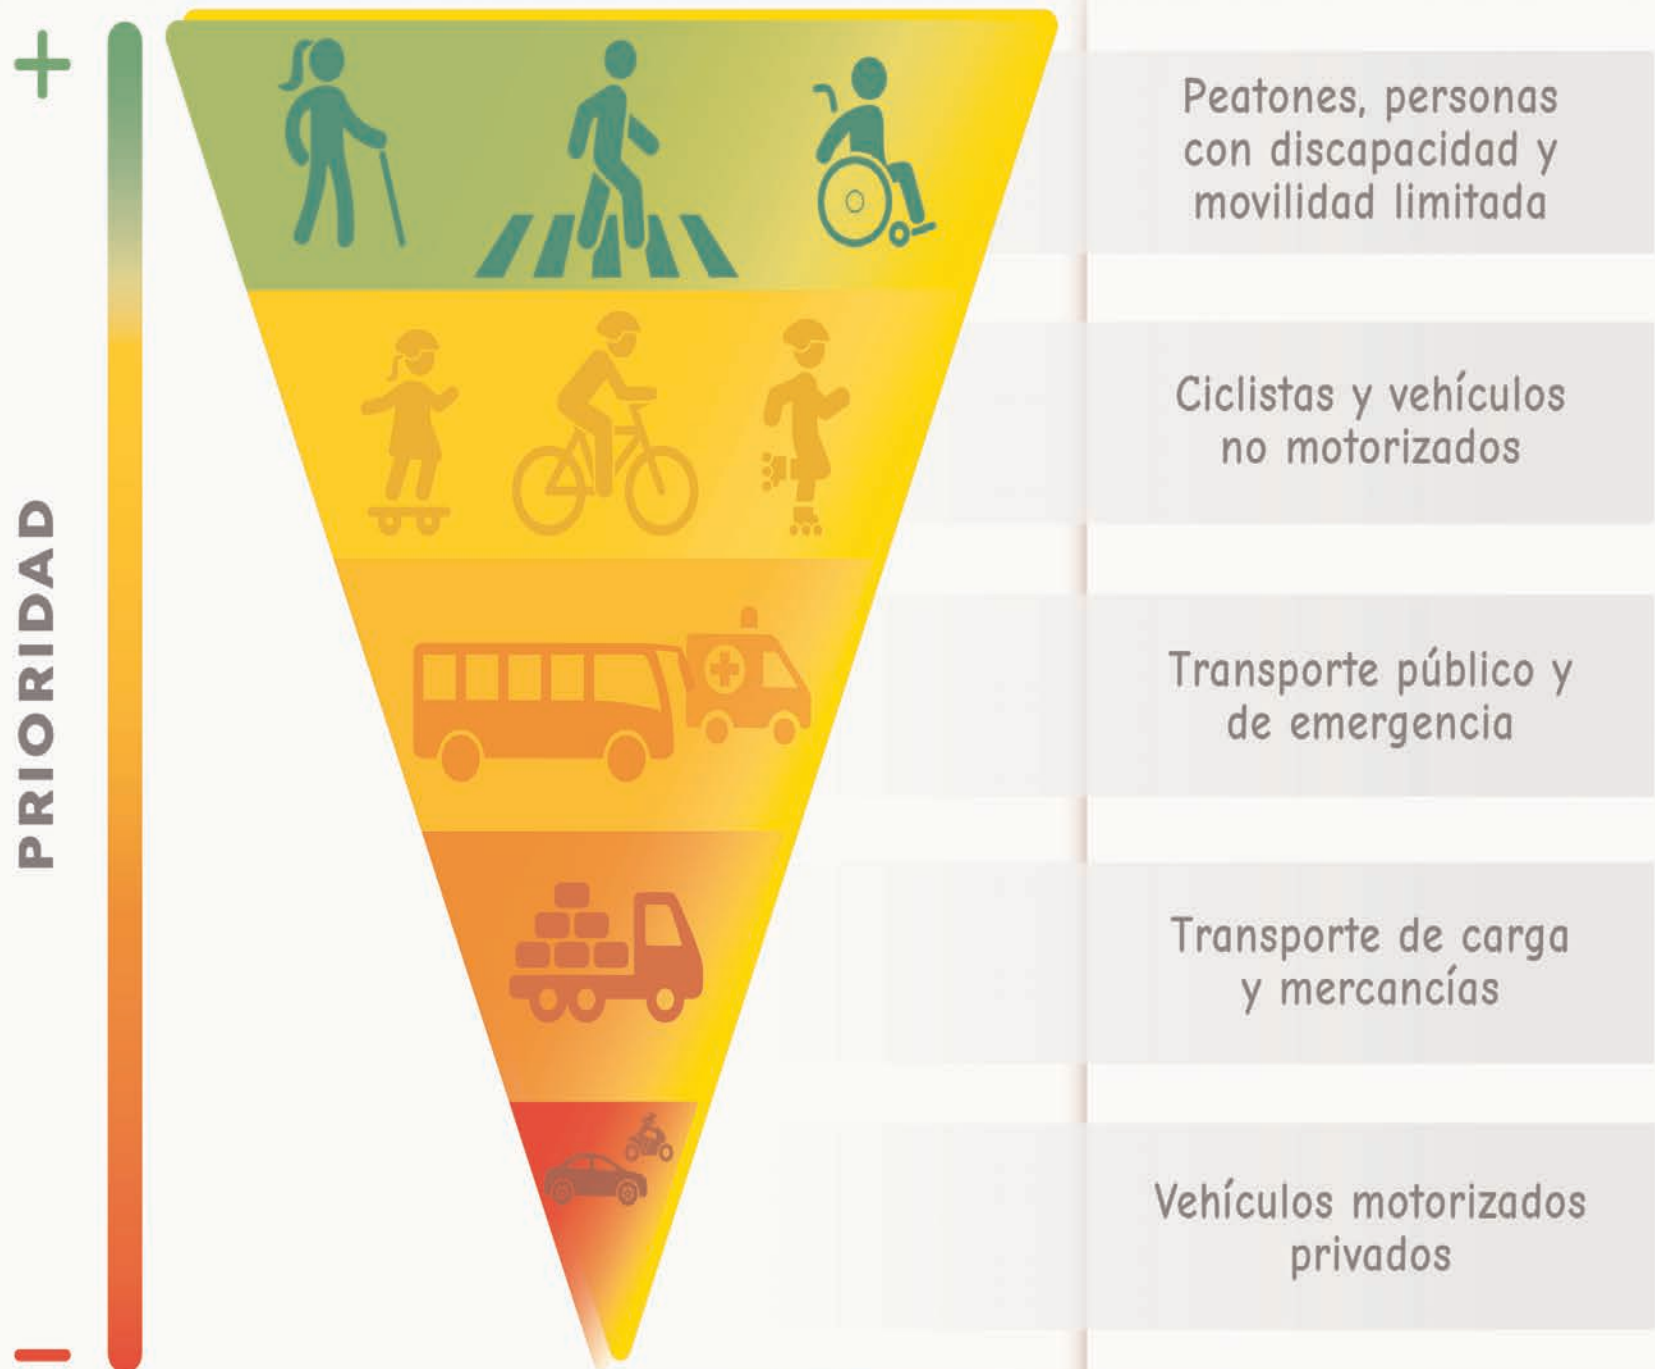 +
PRIORIDAD
−
Peatones, personas
con discapacidad y
movilidad limitada
Ciclistas y vehículos
no motorizados
Transporte público y
de emergencia
Transporte de carga
y mercancías
Vehículos motorizados
privados